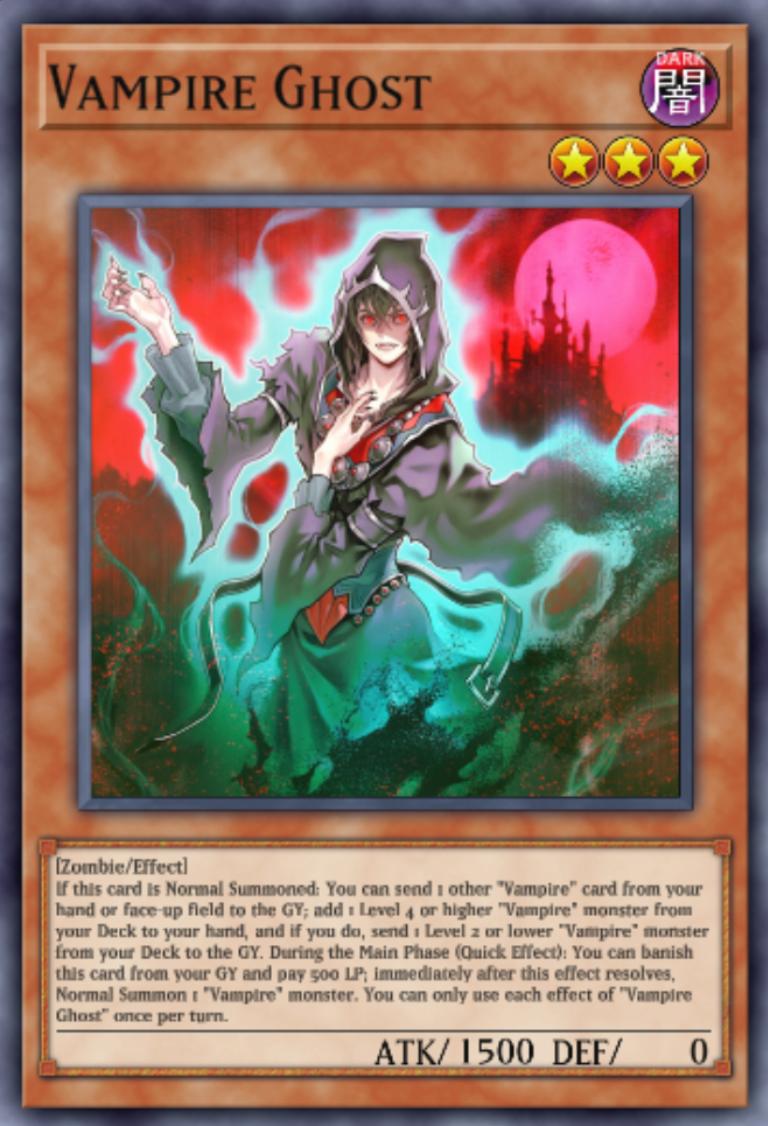 Vampire Ghost
DARK
闇
[Zombie/Effect]
If this card is Normal Summoned: You can send 1 other "Vampire" card from your
hand or face-up field to the GY; add 1 Level 4 or higher "Vampire" monster from
your Deck to your hand, and if you do, send 1 Level 2 or lower "Vampire" monster
from your Deck to the GY. During the Main Phase (Quick Effect): You can banish
this card from your GY and pay 500 LP; immediately after this effect resolves,
Normal Summon 1 "Vampire" monster. You can only use each effect of "Vampire
Ghost" once per turn.
ATK/ 1500 DEF/ 0